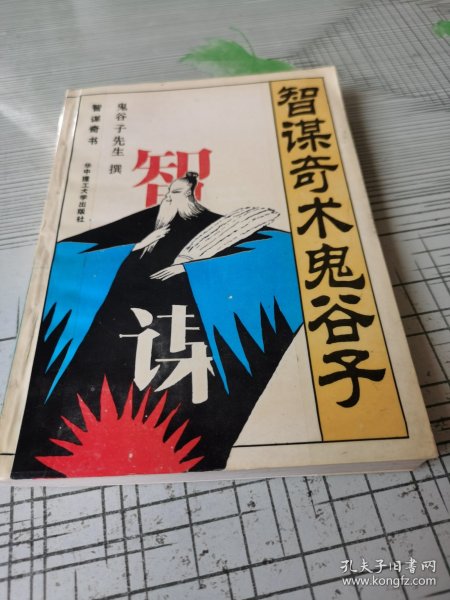 智谋奇术鬼谷子
鬼谷子先生 撰
智谋奇书
华中理工大学出版社
智
谋
孔夫子旧书网
www.kongfz.com